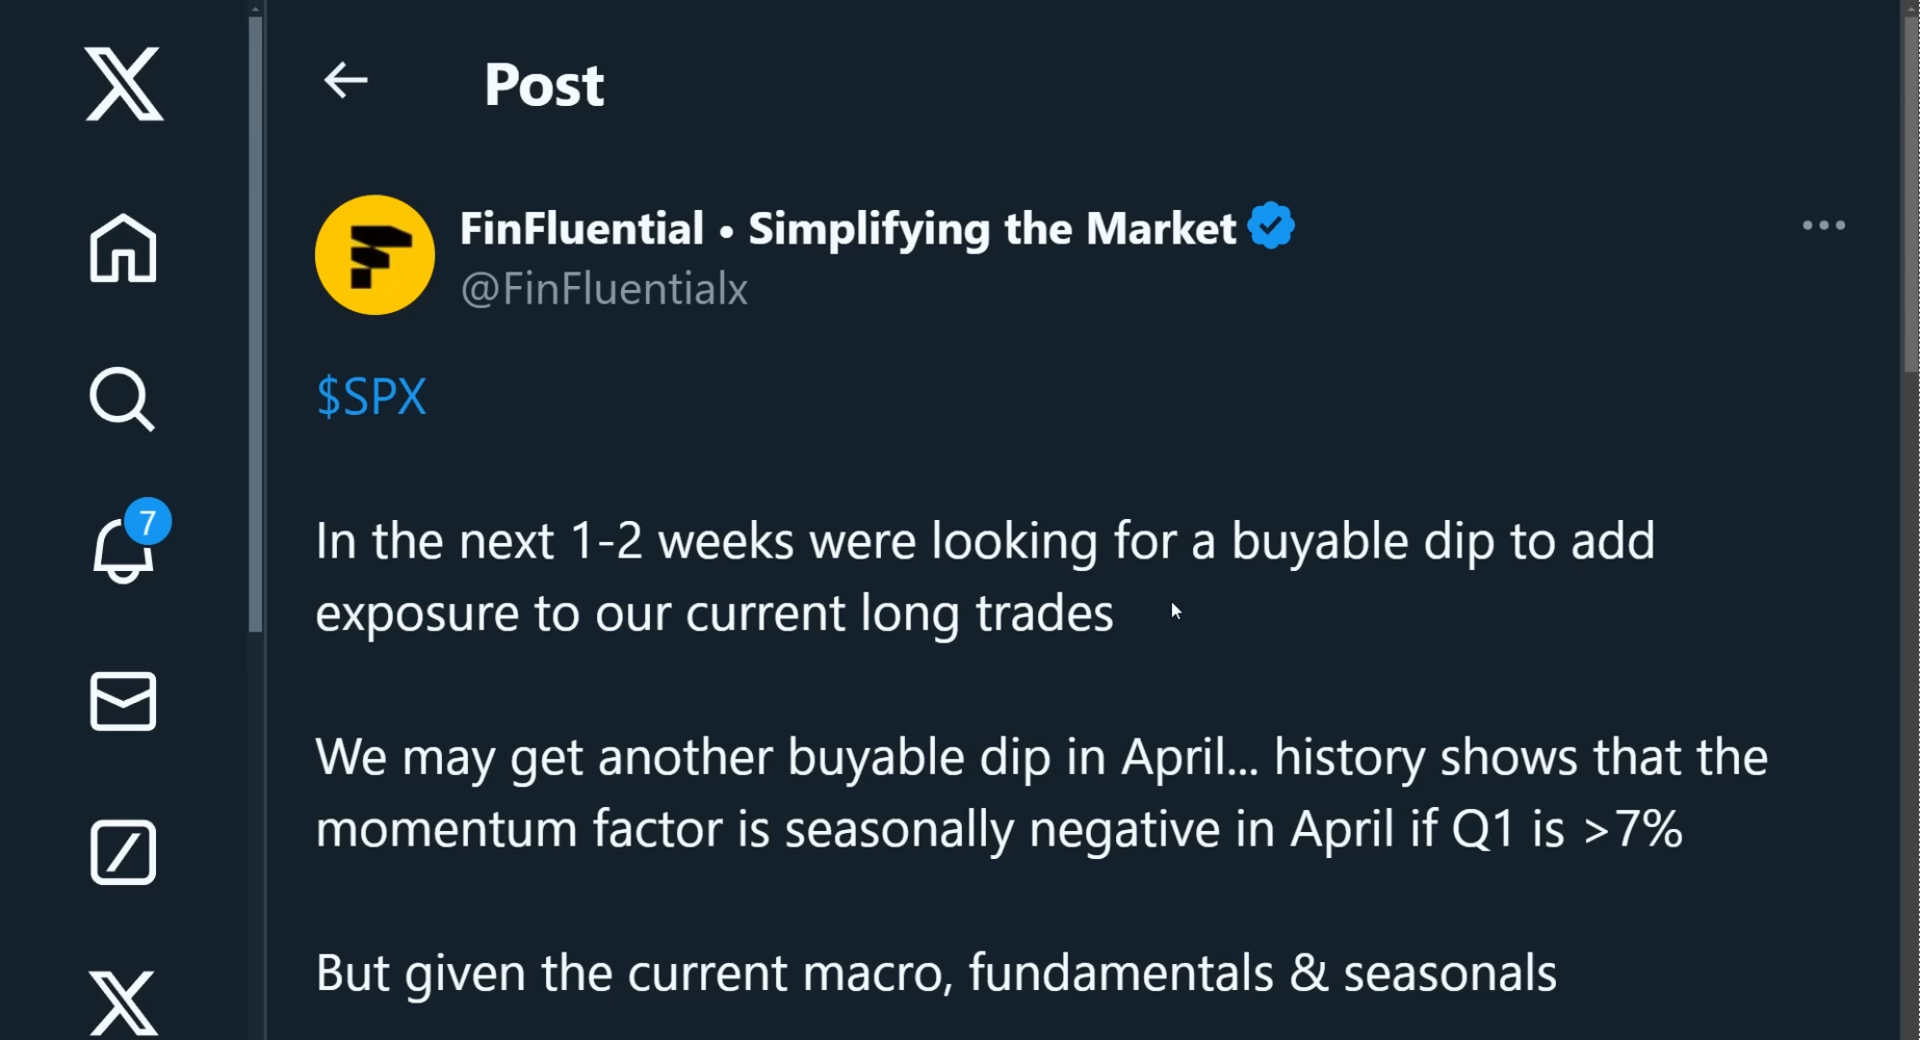 Post
FinFluential • Simplifying the Market
@FinFluentialx
$SPX
7
In the next 1-2 weeks were looking for a buyable dip to add
exposure to our current long trades
We may get another buyable dip in April... history shows that the
momentum factor is seasonally negative in April if Q1 is >7%
But given the current macro, fundamentals & seasonals